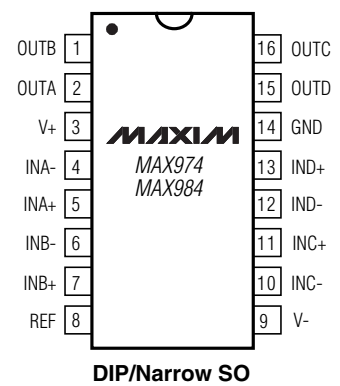 OUTB 1 16 OUTC
OUTA 2 15 OUTD
V+ 3 14 GND
MAXIM
INA- 4 MAX974 13 IND+
MAX984
INA+ 5 12 IND-
INB- 6 11 INC+
INB+ 7 10 INC-
REF 8 9 V-
DIP/Narrow SO